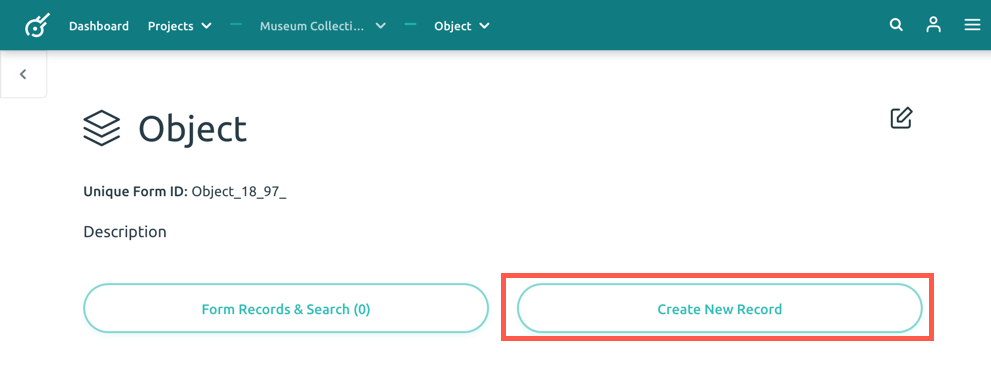 Dashboard Projects Museum Collecti... Object
Object
Unique Form ID: Object_18_97_
Description
Form Records & Search (0) Create New Record